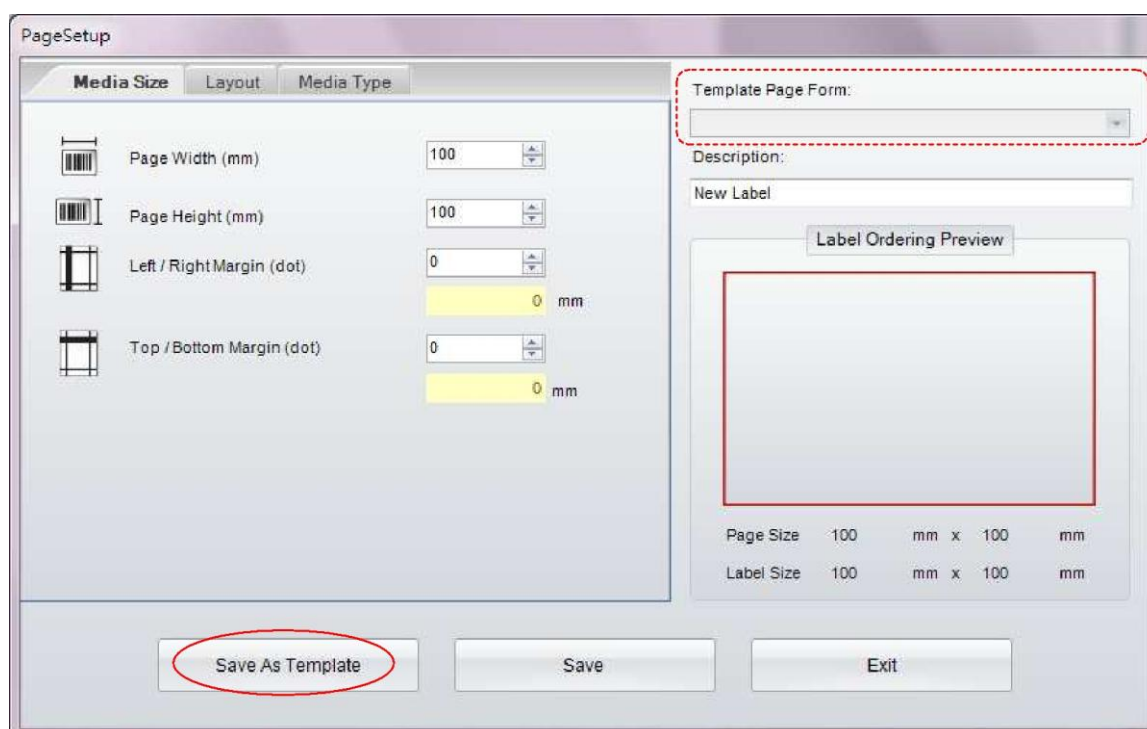 PageSetup
Media Size Layout Media Type
Page Width (mm) 100
Page Height (mm) 100
Left / Right Margin (dot) 0
0 mm
Top / Bottom Margin (dot) 0
0 mm
Template Page Form:
Description:
New Label
Label Ordering Preview
Page Size 100 mm x 100 mm
Label Size 100 mm x 100 mm
Save As Template Save Exit